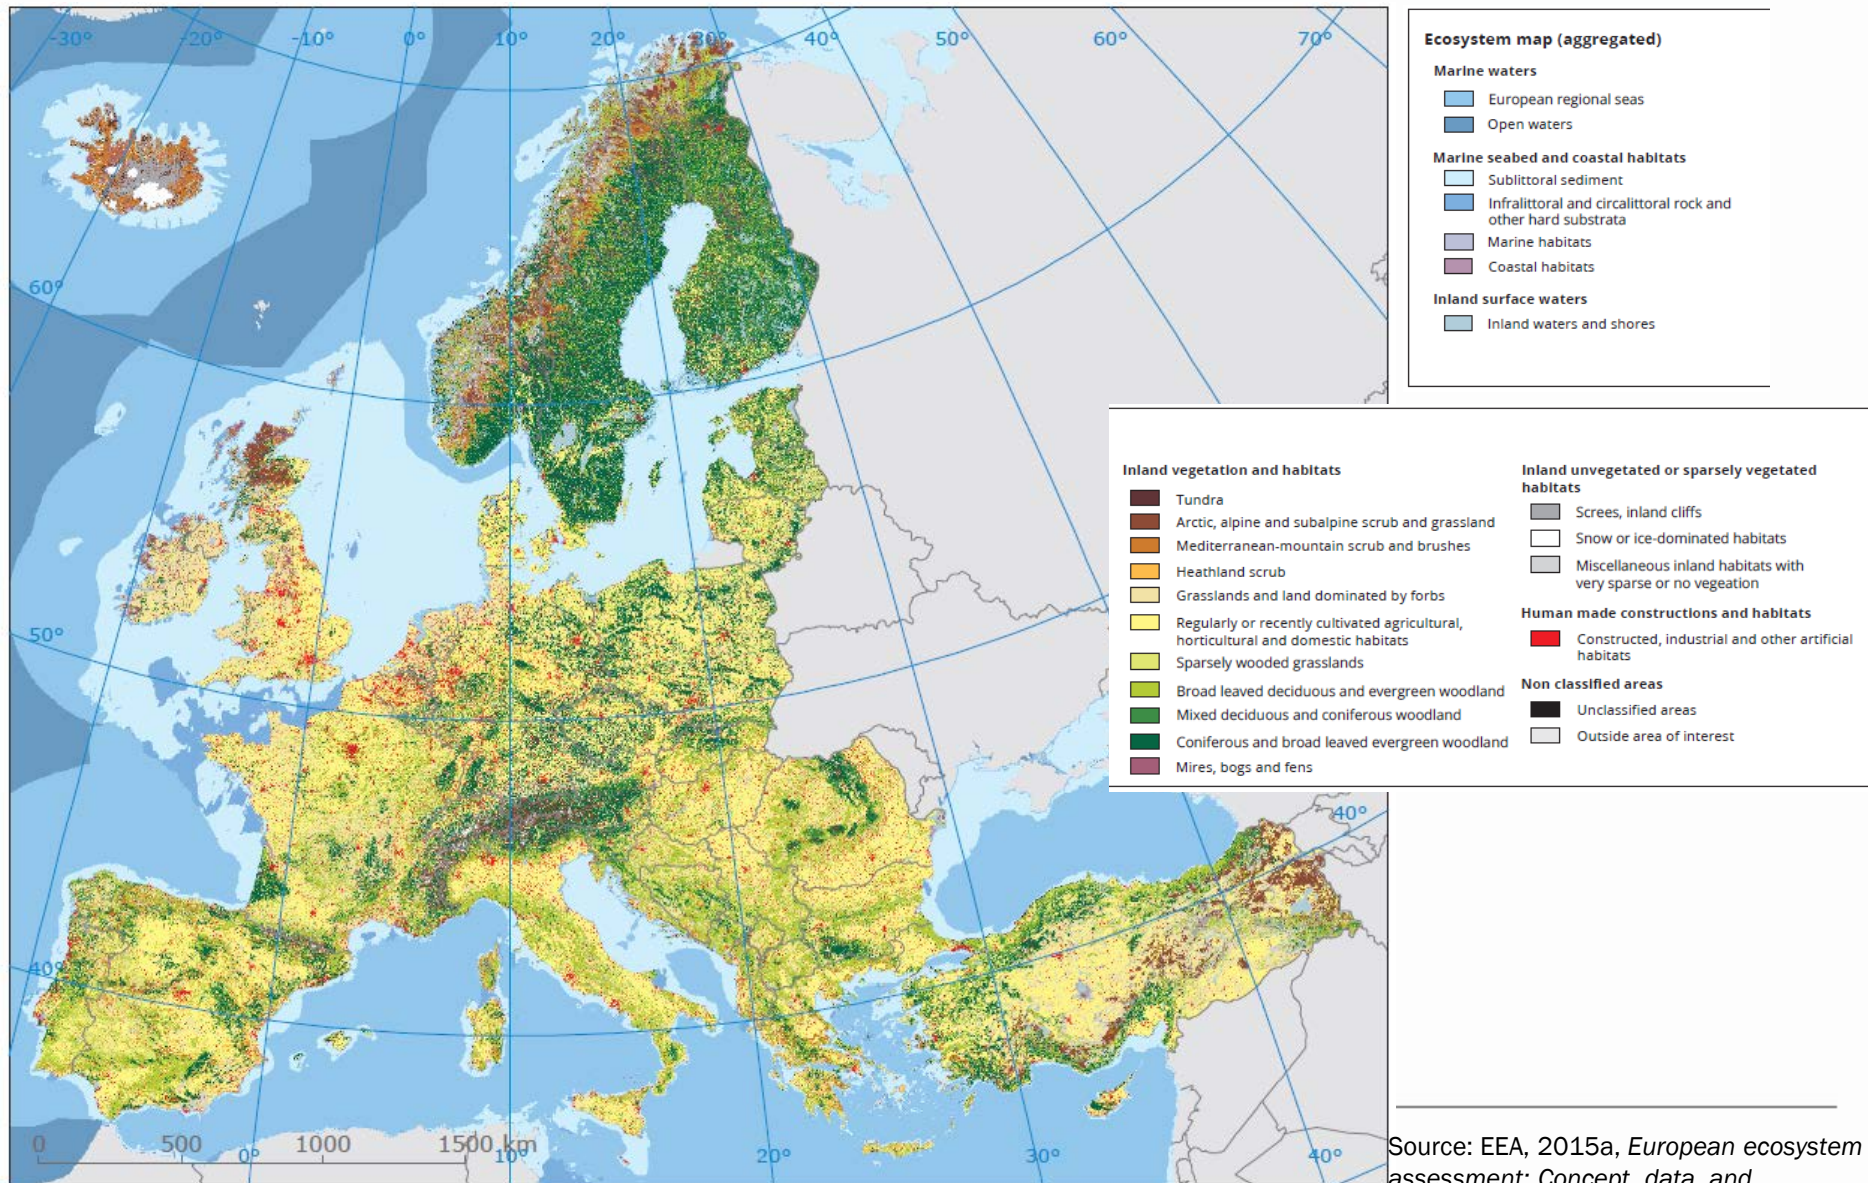 -30°
-20°
-10°
0°
10°
20°
30°
40°
50°
60°
70°
60°
50°
40°
40°
0
500
1000
1500 km
0°
10°
20°
30°
40°
Ecosystem map (aggregated)
Marine waters
European regional seas
Open waters
Marine seabed and coastal habitats
Sublittoral sediment
Infralittoral and circalittoral rock and
other hard substrata
Marine habitats
Coastal habitats
Inland surface waters
Inland waters and shores
Inland vegetation and habitats
Tundra
Arctic, alpine and subalpine scrub and grassland
Mediterranean-mountain scrub and brushes
Heathland scrub
Grasslands and land dominated by forbs
Regularly or recently cultivated agricultural,
horticultural and domestic habitats
Sparsely wooded grasslands
Broad leaved deciduous and evergreen woodland
Mixed deciduous and coniferous woodland
Coniferous and broad leaved evergreen woodland
Mires, bogs and fens
Inland unvegetated or sparsely vegetated
habitats
Screes, inland cliffs
Snow or ice-dominated habitats
Miscellaneous inland habitats with
very sparse or no vegeation
Human made constructions and habitats
Constructed, industrial and other artificial
habitats
Non classified areas
Unclassified areas
Outside area of interest
Source: EEA, 2015a, European ecosystem
assessment: Concept, data, and